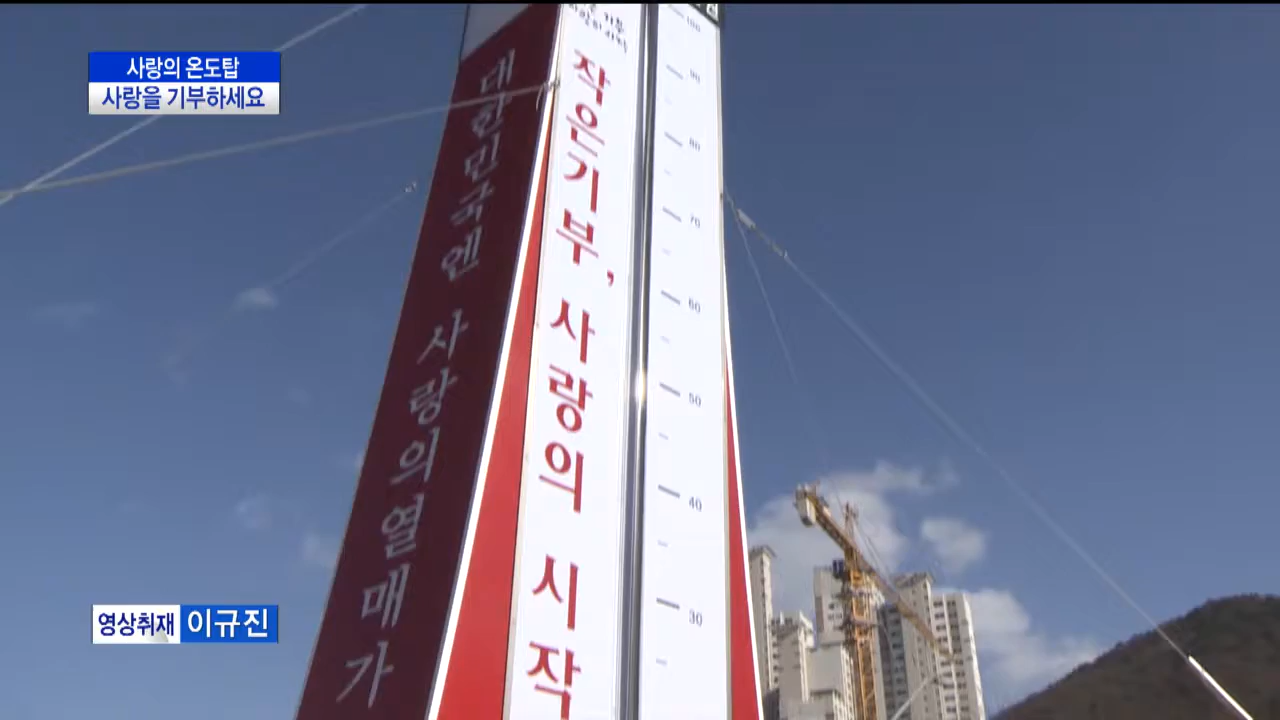 사랑의 온도탑
사랑을 기부하세요
대한민국엔 사랑의열매가
작은기부, 사랑의 시작
100
90
80
70
60
50
40
30
영상취재 이규진